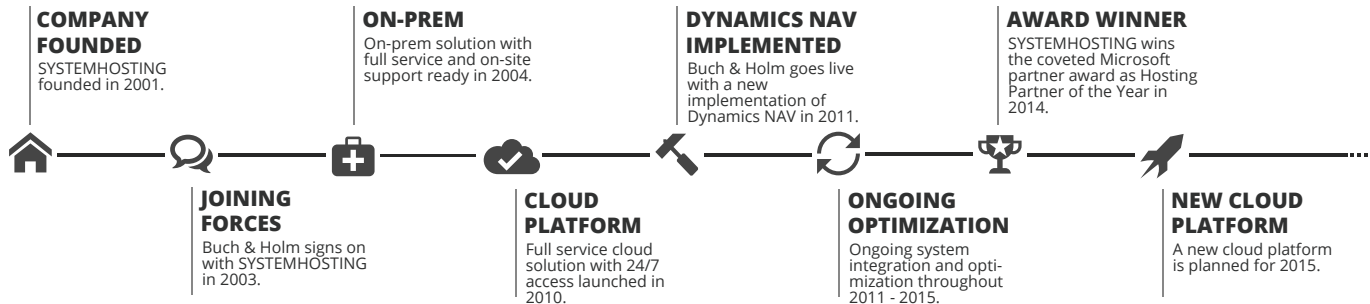 COMPANY
FOUNDED
SYSTEMHOSTING
founded in 2001.
JOINING
FORCES
Buch & Holm signs on
with SYSTEMHOSTING
in 2003.
ON-PREM
On-prem solution with
full service and on-site
support ready in 2004.
CLOUD
PLATFORM
Full service cloud
solution with 24/7
access launched in
2010.
DYNAMICS NAV
IMPLEMENTED
Buch & Holm goes live
with a new
implementation of
Dynamics NAV in 2011.
ONGOING
OPTIMIZATION
Ongoing system
integration and opti-
mization throughout
2011 - 2015.
AWARD WINNER
SYSTEMHOSTING wins
the coveted Microsoft
partner award as Hosting
Partner of the Year in
2014.
NEW CLOUD
PLATFORM
A new cloud platform
is planned for 2015.